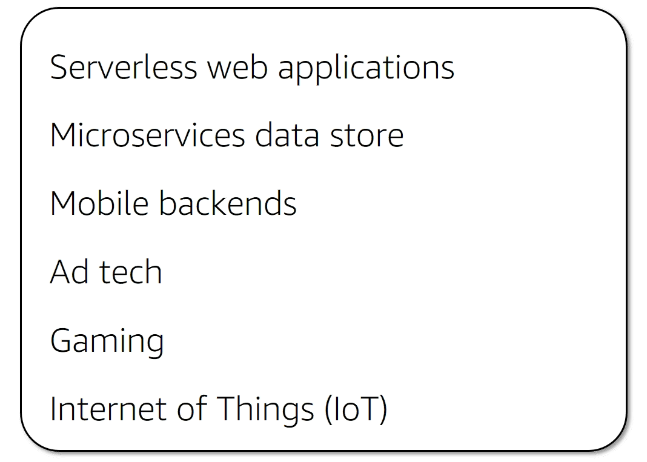 Serverless web applications
Microservices data store
Mobile backends
Ad tech
Gaming
Internet of Things (IoT)